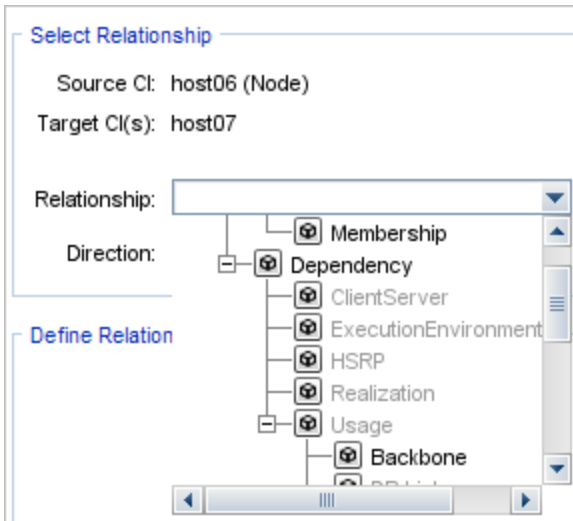 Select Relationship
Source CI: host06 (Node)
Target CI(s): host07
Relationship:
Membership
Direction:
Dependency
ClientServer
ExecutionEnvironment
Define Relation
HSRP
Realization
Usage
Backbone